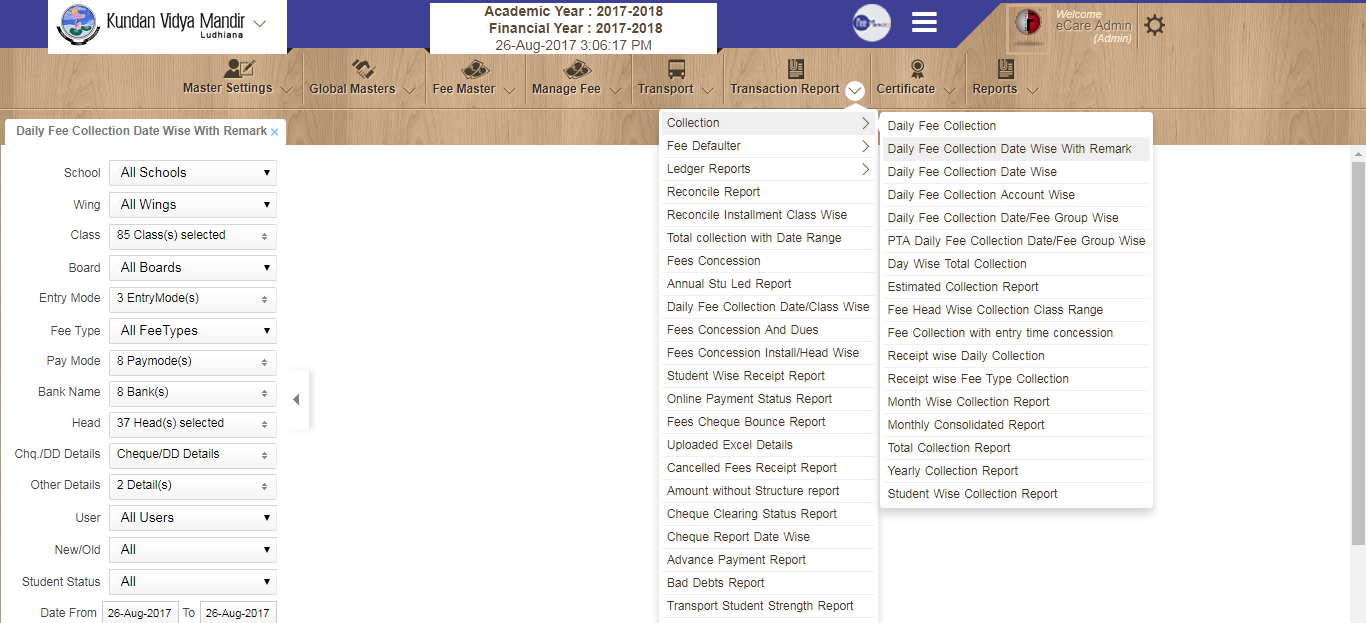 Kundan Vidya Mandir
Ludhiana
Academic Year : 2017-2018
Financial Year : 2017-2018
26-Aug-2017 3:06:17 PM
Welcome
eCare Admin
(Admin)
Master Settings
Global Masters
Fee Master
Manage Fee
Transport
Transaction Report
Certificate
Reports
Daily Fee Collection Date Wise With Remark ×
School All Schools
Wing All Wings
Class 85 Class(s) selected
Board All Boards
Entry Mode 3 EntryMode(s)
Fee Type All FeeTypes
Pay Mode 8 Paymode(s)
Bank Name 8 Bank(s)
Head 37 Head(s) selected
Chq./DD Details Cheque/DD Details
Other Details 2 Detail(s)
User All Users
New/Old All
Student Status All
Date From 26-Aug-2017 To 26-Aug-2017
Collection
Fee Defaulter
Ledger Reports
Reconcile Report
Reconcile Installment Class Wise
Total collection with Date Range
Fees Concession
Annual Stu Led Report
Daily Fee Collection Date/Class Wise
Fees Concession And Dues
Fees Concession Install/Head Wise
Student Wise Receipt Report
Online Payment Status Report
Fees Cheque Bounce Report
Uploaded Excel Details
Cancelled Fees Receipt Report
Amount without Structure report
Cheque Clearing Status Report
Cheque Report Date Wise
Advance Payment Report
Bad Debts Report
Transport Student Strength Report
Daily Fee Collection
Daily Fee Collection Date Wise With Remark
Daily Fee Collection Date Wise
Daily Fee Collection Account Wise
Daily Fee Collection Date/Fee Group Wise
PTA Daily Fee Collection Date/Fee Group Wise
Day Wise Total Collection
Estimated Collection Report
Fee Head Wise Collection Class Range
Fee Collection with entry time concession
Receipt wise Daily Collection
Receipt wise Fee Type Collection
Month Wise Collection Report
Monthly Consolidated Report
Total Collection Report
Yearly Collection Report
Student Wise Collection Report